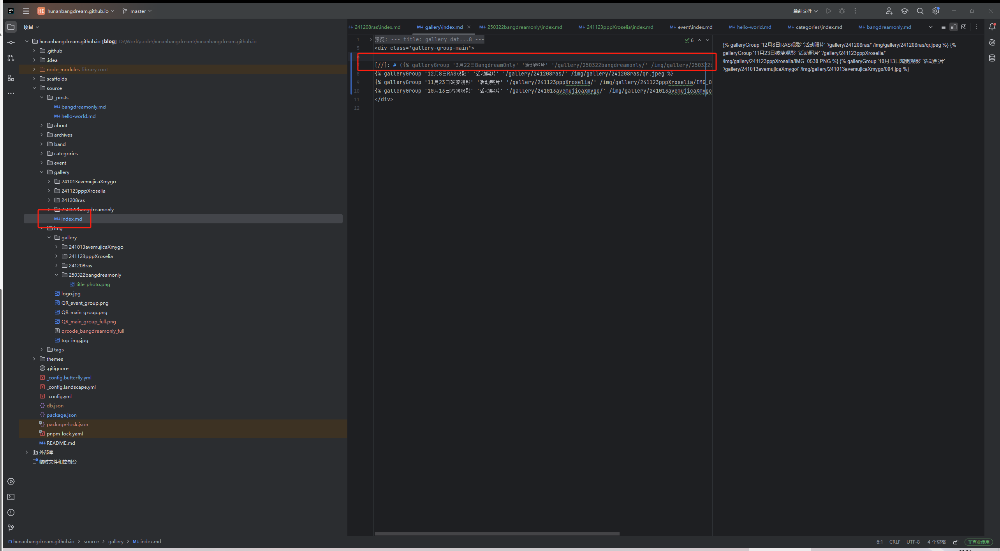 WS
HI hunanbangdream.github.io master 当前文件
项目
hunanbangdream.github.io [blog] D:\Work\code\hunanbangdream\hunanbangdream.github.io
.github
.idea
node_modules library root
scaffolds
source
_posts
M↓ bangdreamonly.md
M↓ hello-world.md
about
archives
band
categories
event
gallery
241013avemujicaXmygo
241123pppXroselia
241208ras
250322bangdreamonly
M↓ index.md
img
gallery
241013avemujicaXmygo
241123pppXroselia
241208ras
250322bangdreamonly
title_photo.png
logo.jpg
QR_event_group.png
QR_main_group.png
QR_main_group_full.png
qrcode_bangdreamonly_full
top_img.jpg
tags
themes
.gitignore
_config.butterfly.yml
_config.landscape.yml
_config.yml
db.json
package.json
package-lock.json
pnpm-lock.yaml
M↓ README.md
外部库
临时文件和控制台
241208ras\index.md M↓ gallery\index.md M↓ 250322bangdreamonly\index.md M↓ 241123pppXroselia\index.md M↓ event\index.md M↓ hello-world.md M↓ categories\index.md M↓ bangdreamonly.md
1 预览: --- title: gallery dat...8 --- 6
5 <div class="gallery-group-main">
6
[//]: # ({% galleryGroup '3月22日BangdreamOnly' '活动照片' '/gallery/250322bangdreamonly/' /img/gallery/250322b
8 {% galleryGroup '12月8日RAS观影' '活动照片' '/gallery/241208ras/' /img/gallery/241208ras/qr.jpeg %}
9 {% galleryGroup '11月23日破萝观影' '活动照片' '/gallery/241123pppXroselia/' /img/gallery/241123pppXroselia/IMG_0
10 {% galleryGroup '10月13日鸡狗观影' '活动照片' '/gallery/241013avemujicaXmygo/' /img/gallery/241013avemujicaXmygo
11 </div>
12
{% galleryGroup '12月8日RAS观影' '活动照片' '/gallery/241208ras/' /img/gallery/241208ras/qr.jpeg %} {%
galleryGroup '11月23日破萝观影' '活动照片' '/gallery/241123pppXroselia/'
/img/gallery/241123pppXroselia/IMG_0530.PNG %} {% galleryGroup '10月13日鸡狗观影' '活动照片'
'/gallery/241013avemujicaXmygo/' /img/gallery/241013avemujicaXmygo/004.jpg %}
hunanbangdream.github.io source gallery M↓ index.md 6:1 CRLF UTF-8 4 个空格 非商业使用